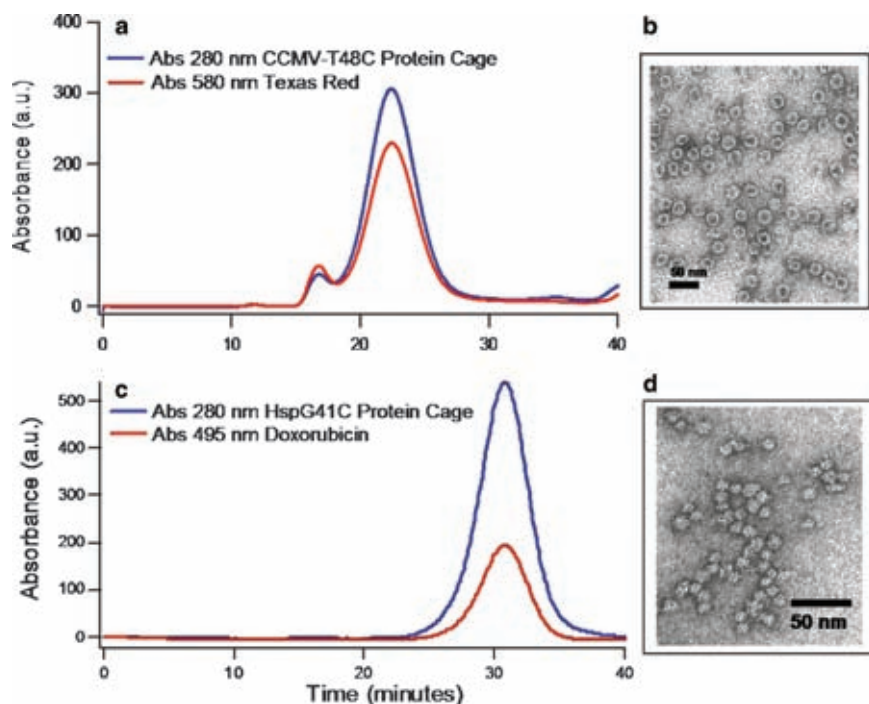 a
400
300
200
100
0
Absorbance (a.u.)
Abs 280 nm CCMV-T48C Protein Cage
Abs 580 nm Texas Red
0
10
20
30
40
b
50 nm
c
500
400
300
200
100
0
Absorbance (a.u.)
Abs 280 nm HspG41C Protein Cage
Abs 495 nm Doxorubicin
0
10
20
30
40
Time (minutes)
d
50 nm